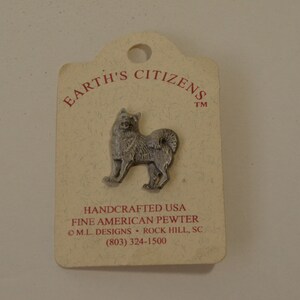 EARTH'S CITIZENS
TM
HANDCRAFTED USA
FINE AMERICAN PEWTER
© M.L. DESIGNS • ROCK HILL, SC
(803) 324-1500